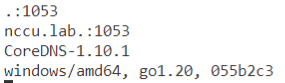 .:1053
nccu.lab.:1053
CoreDNS-1.10.1
windows/amd64, go1.20, 055b2c3